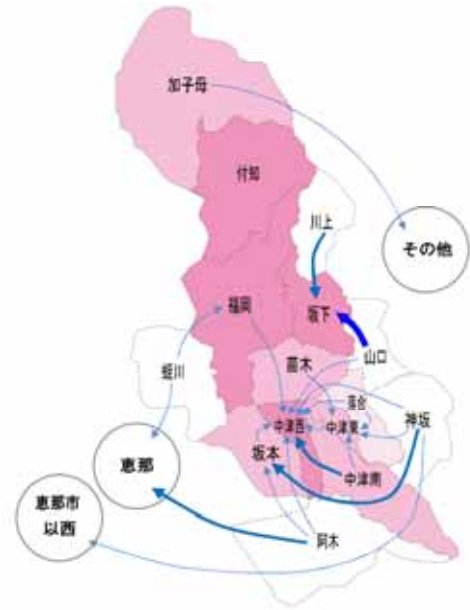 加子母
付知
川上
その他
福岡
坂下
苗木
山口
蛭川
落合
神坂
中津西
中津東
坂本
恵那
中津南
恵那市
以西
阿木